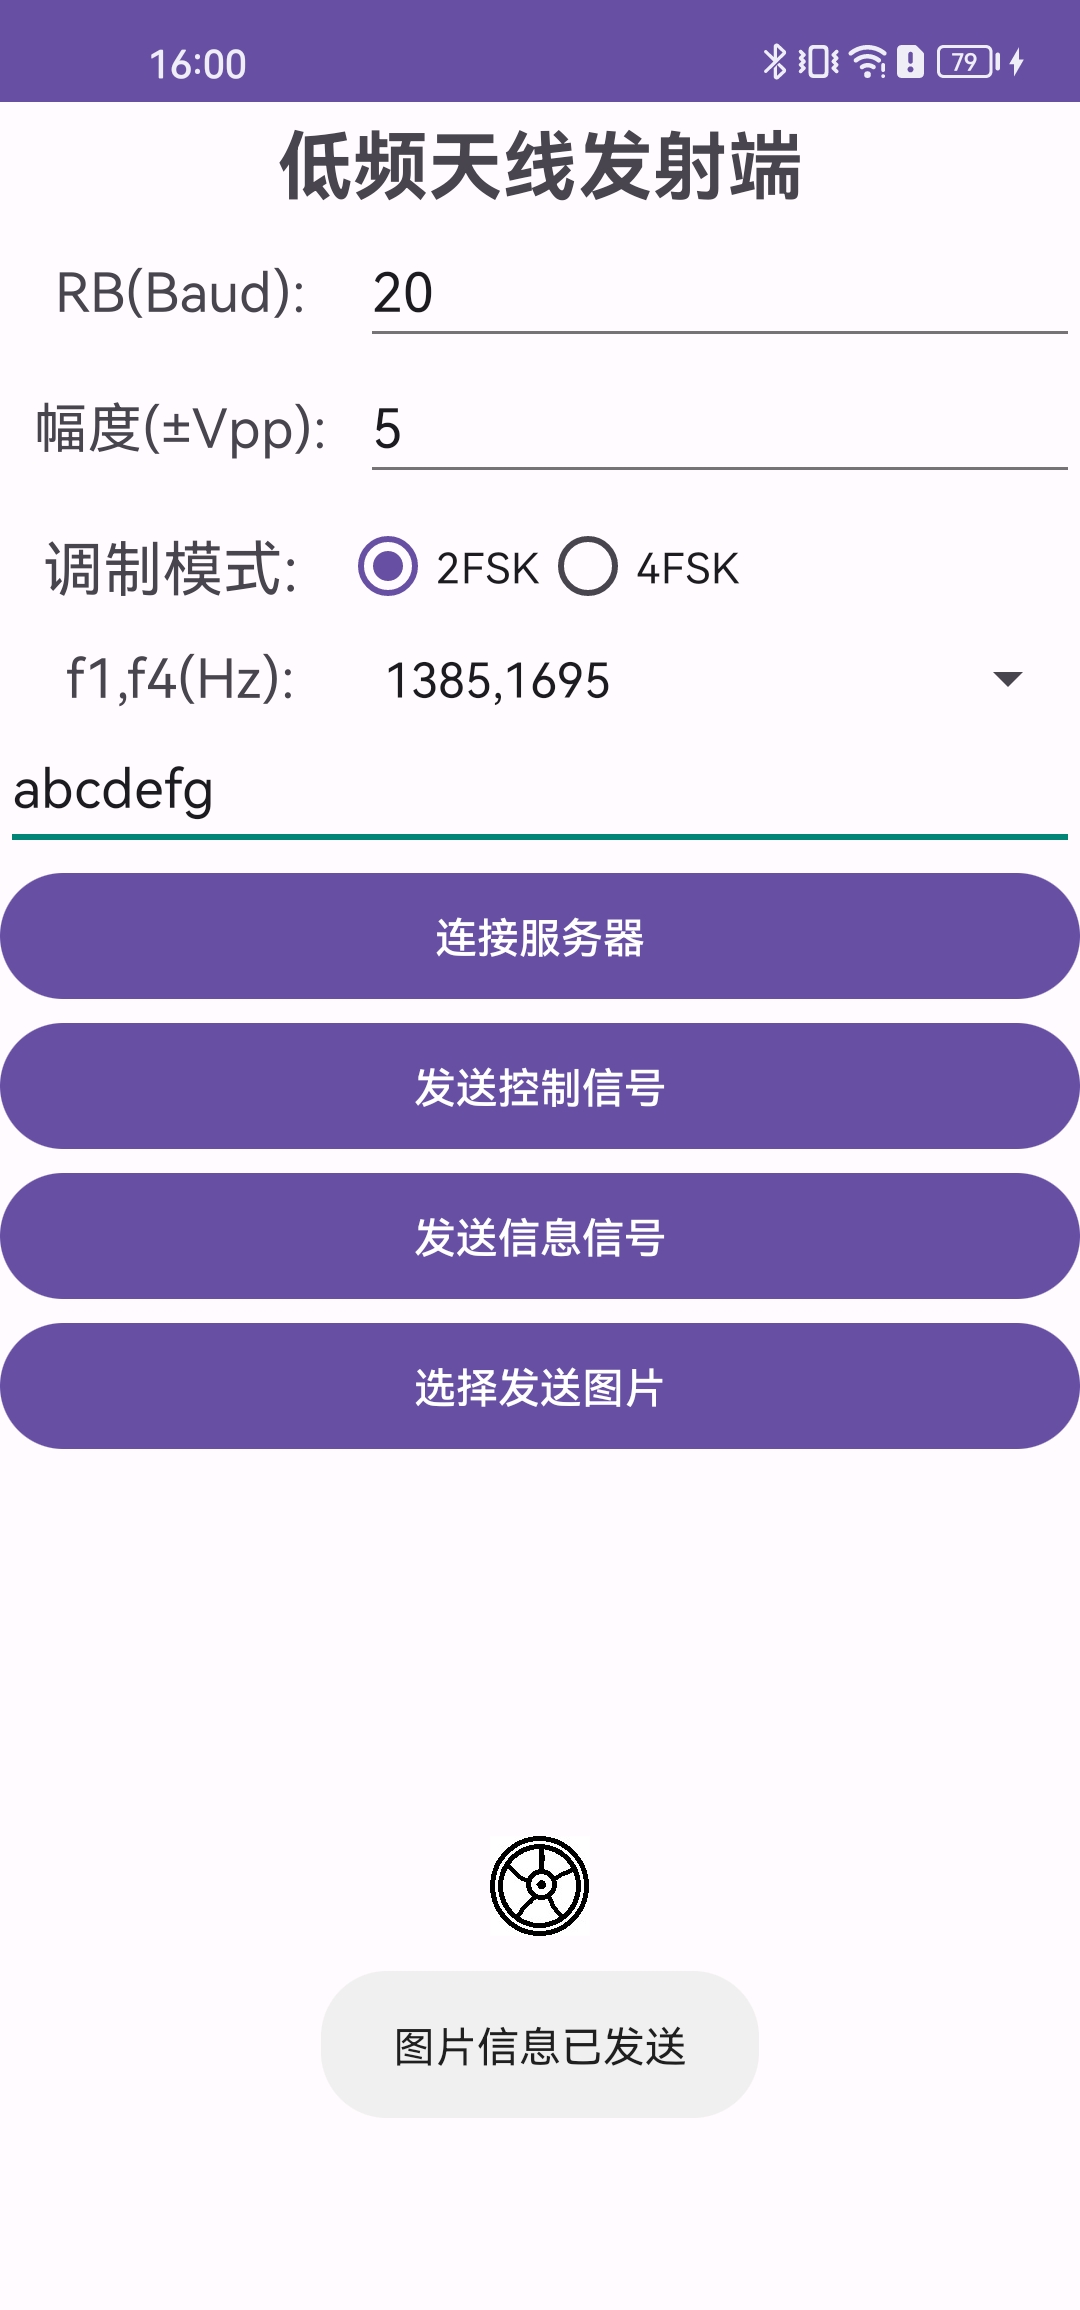 16:00 79
低频天线发射端
RB(Baud): 20
幅度(±Vpp): 5
调制模式: 2FSK 4FSK
f1,f4(Hz): 1385,1695
abcdefg
连接服务器
发送控制信号
发送信息信号
选择发送图片
图片信息已发送